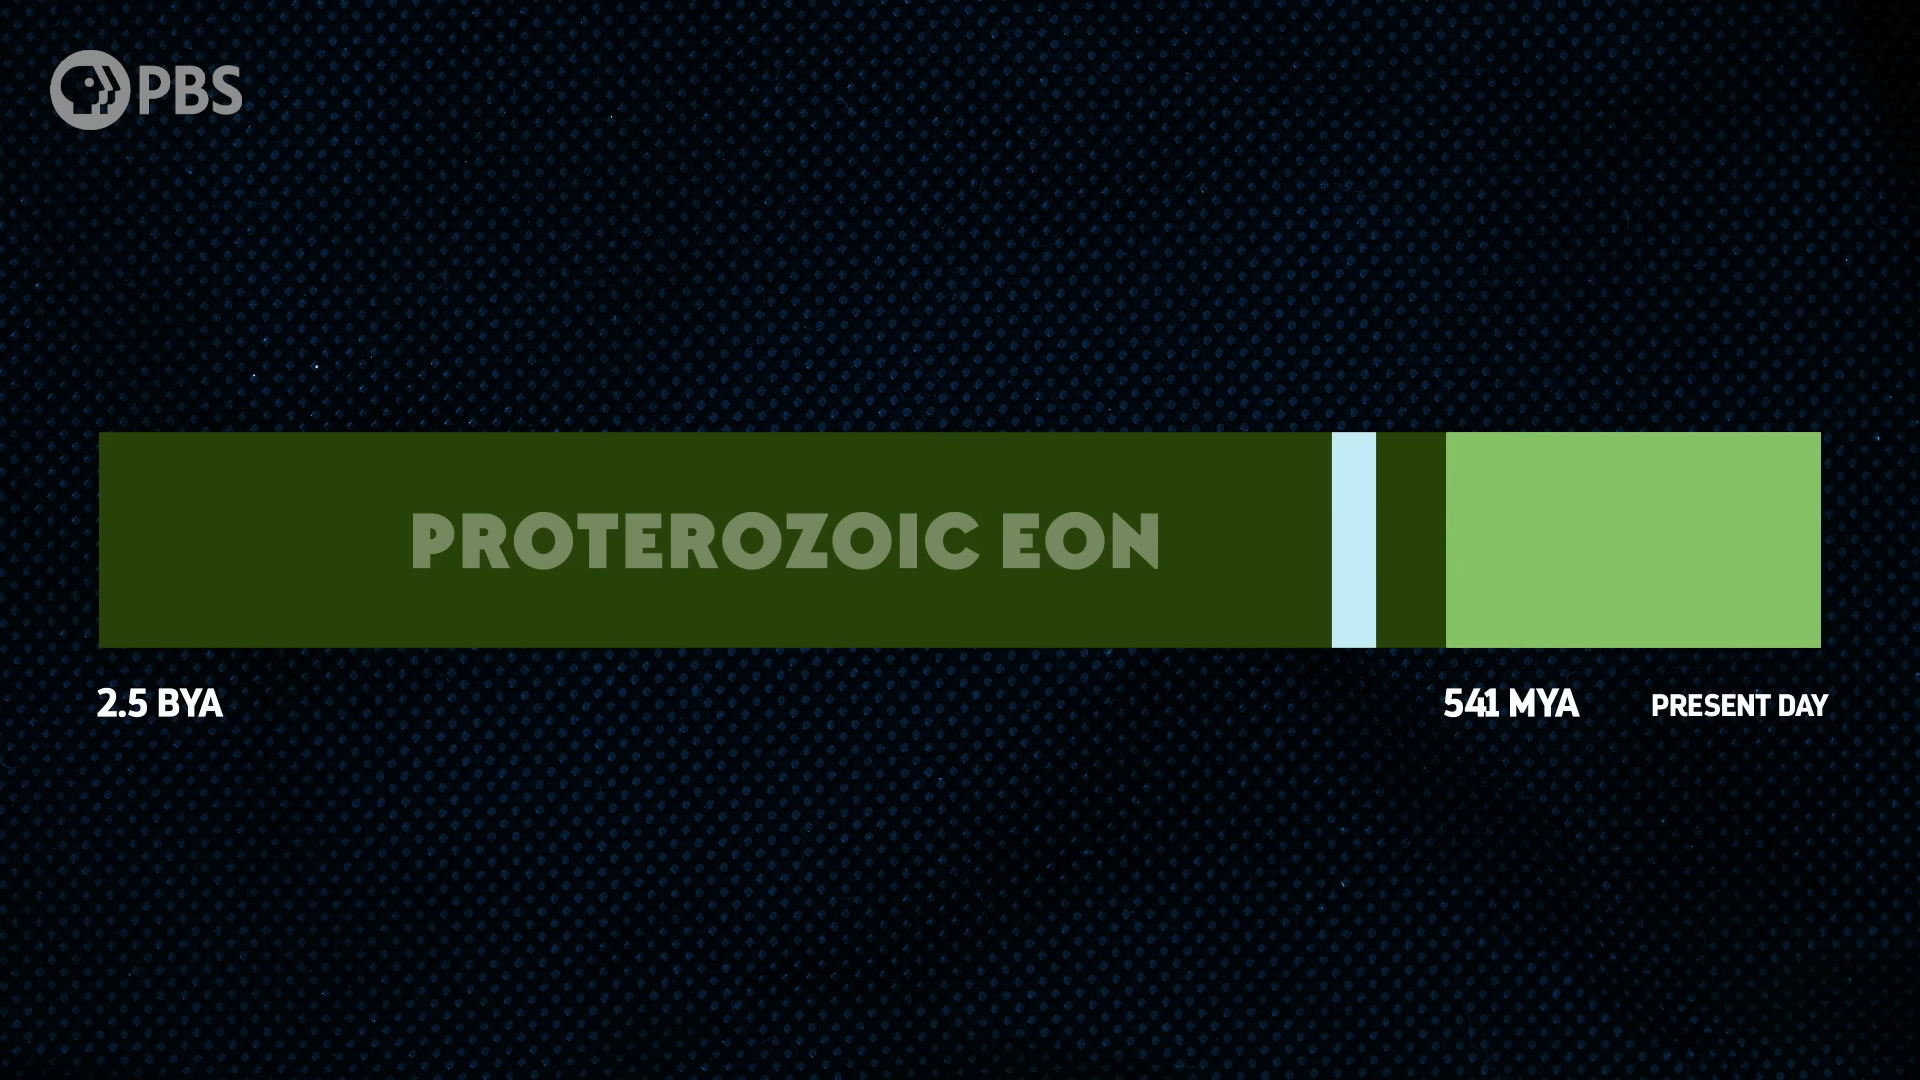 PBS
PROTEROZOIC EON
2.5 BYA
541 MYA
PRESENT DAY